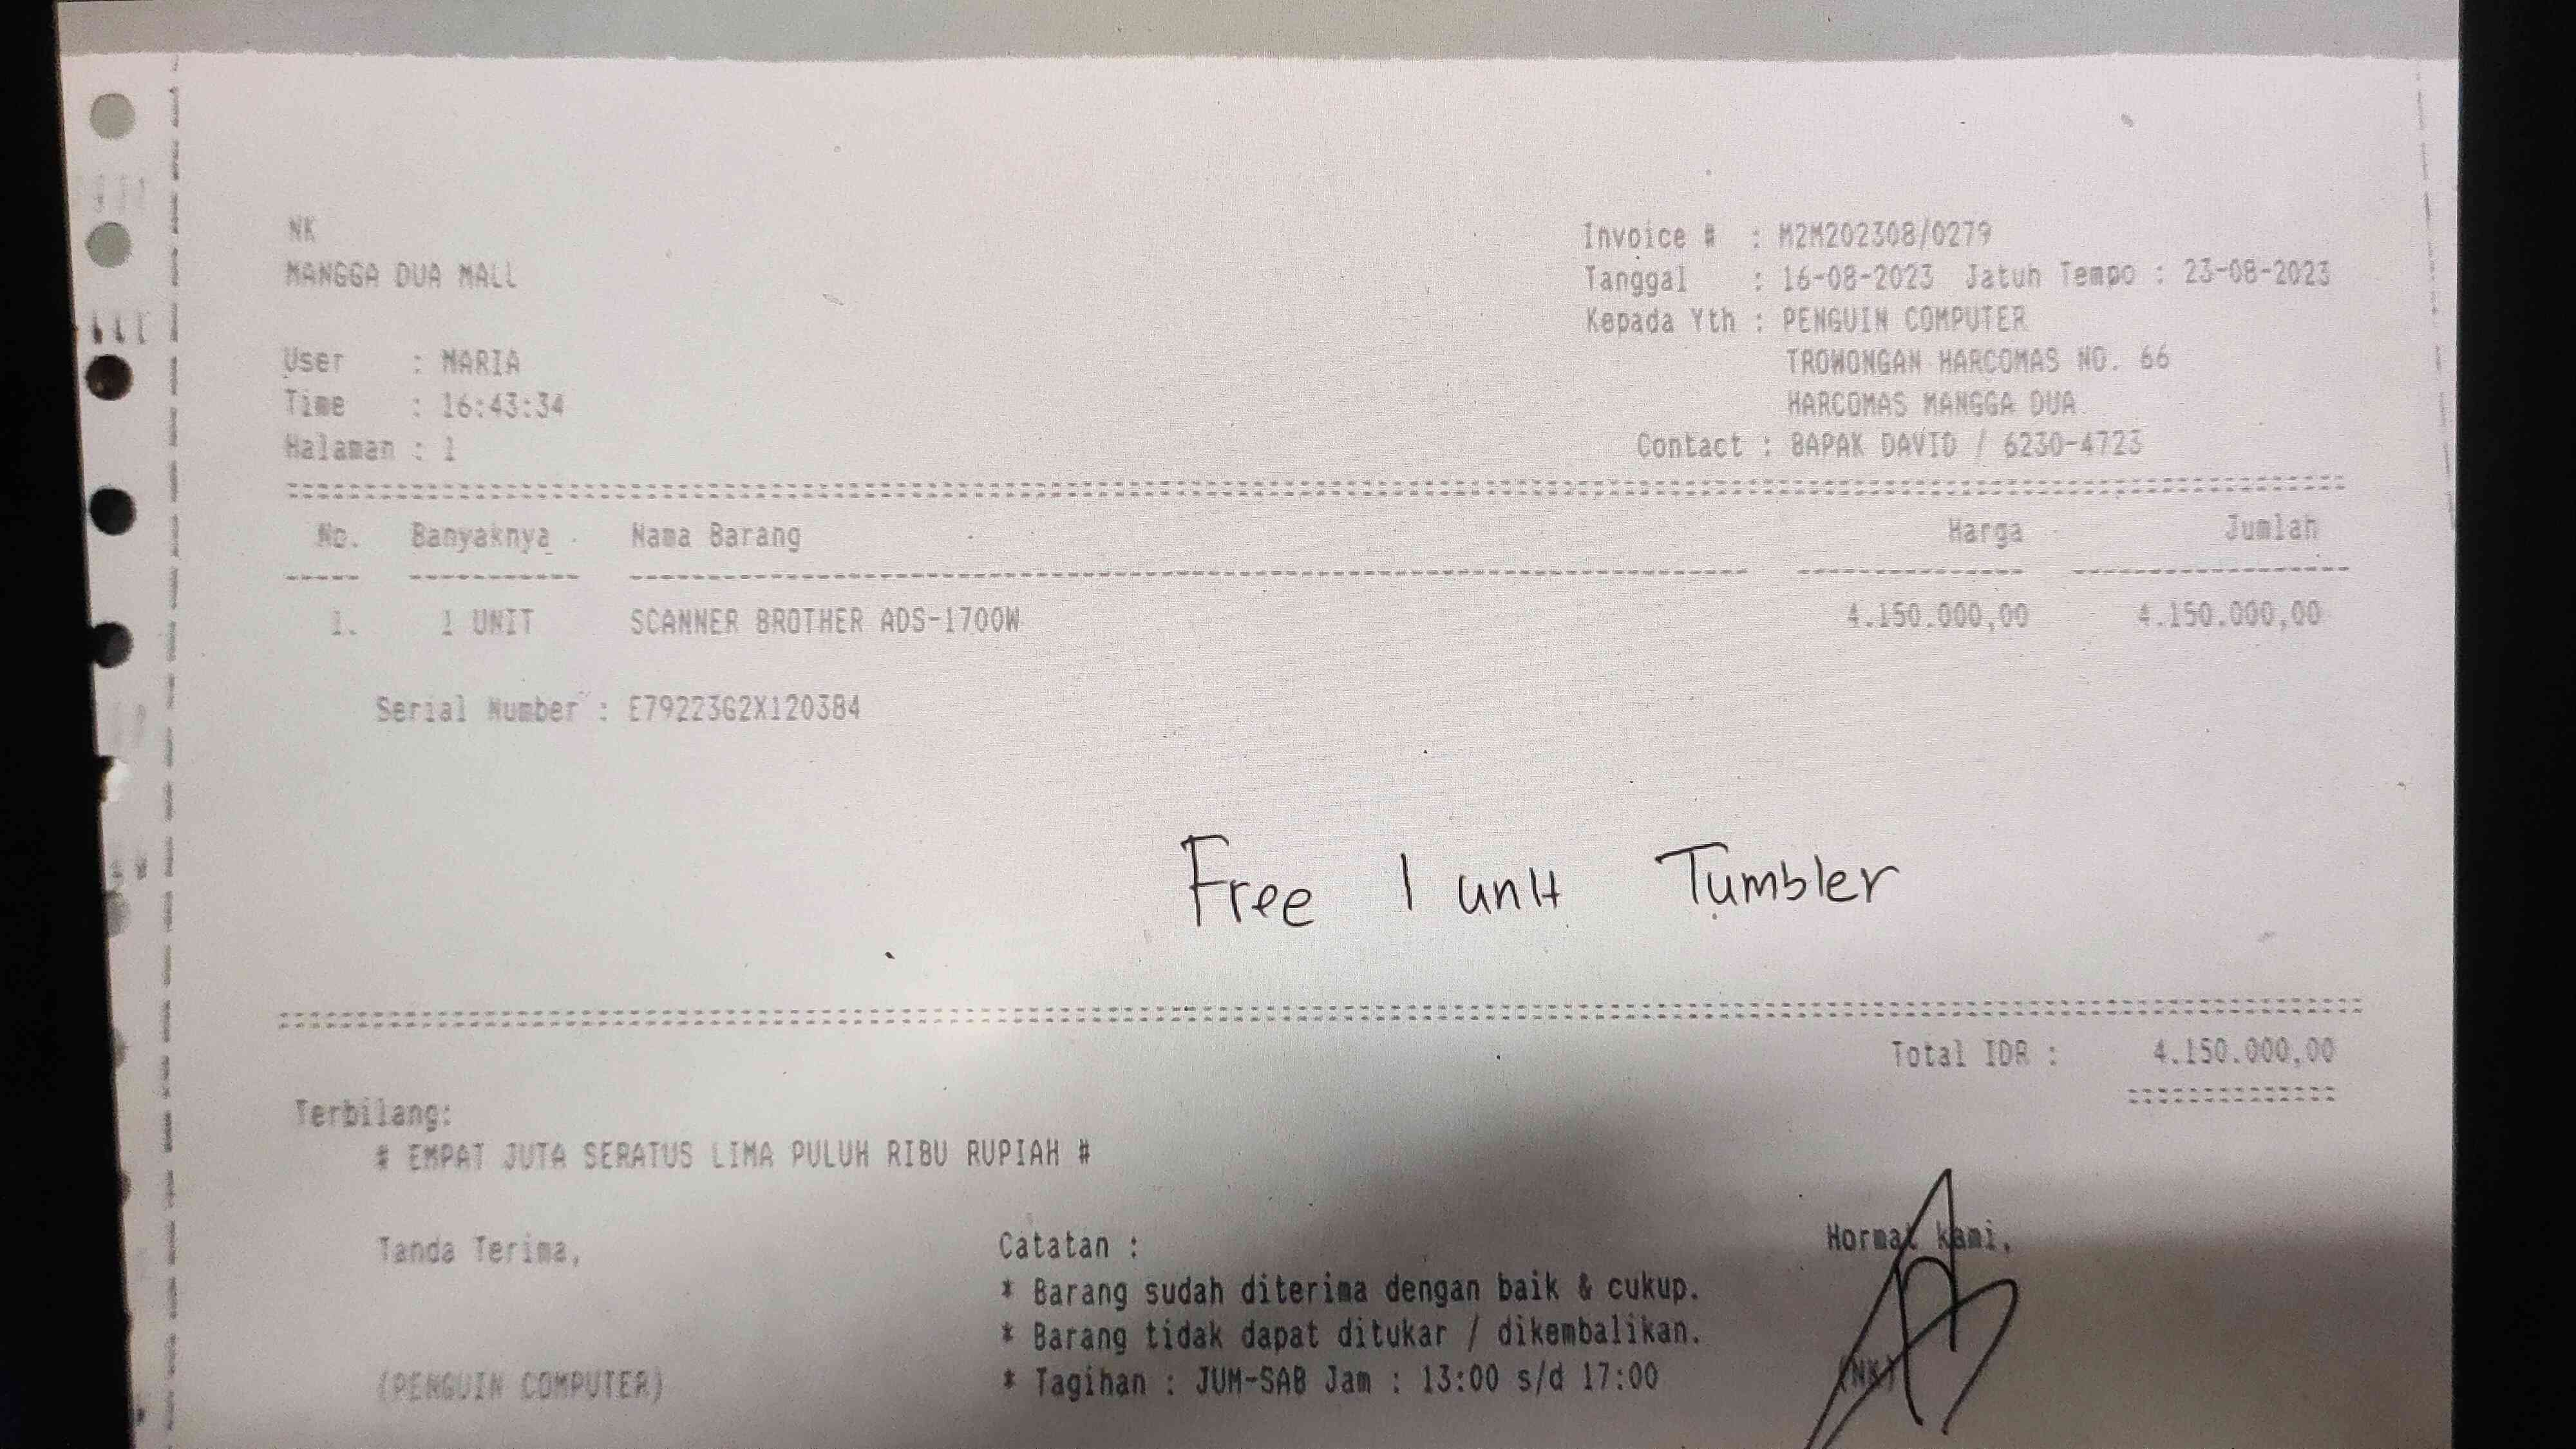 NK
MANGGA DUA MALL
User : MARIA
Time : 16:43:34
Halaman : 1
Invoice # : M2M202308/0279
Tanggal : 16-08-2023 Jatuh Tempo : 23-08-2023
Kepada Yth : PENGUIN COMPUTER
TROWONGAN HARCOMAS NO. 66
HARCOMAS MANGGA DUA
Contact : BAPAK DAVID / 6230-4723
No. Banyaknya Nama Barang Harga Jumlah
1. 1 UNIT SCANNER BROTHER ADS-1700W 4.150.000,00 4.150.000,00
Serial Number : E79223G2X120384
Free 1 unit Tumbler
Total IDR : 4.150.000,00
Terbilang:
# EMPAT JUTA SERATUS LIMA PULUH RIBU RUPIAH #
Tanda Terima,
(PENGUIN COMPUTER)
Catatan :
* Barang sudah diterima dengan baik & cukup.
* Barang tidak dapat ditukar / dikembalikan.
* Tagihan : JUM-SAB Jam : 13:00 s/d 17:00
Hormat kami,
(NK)